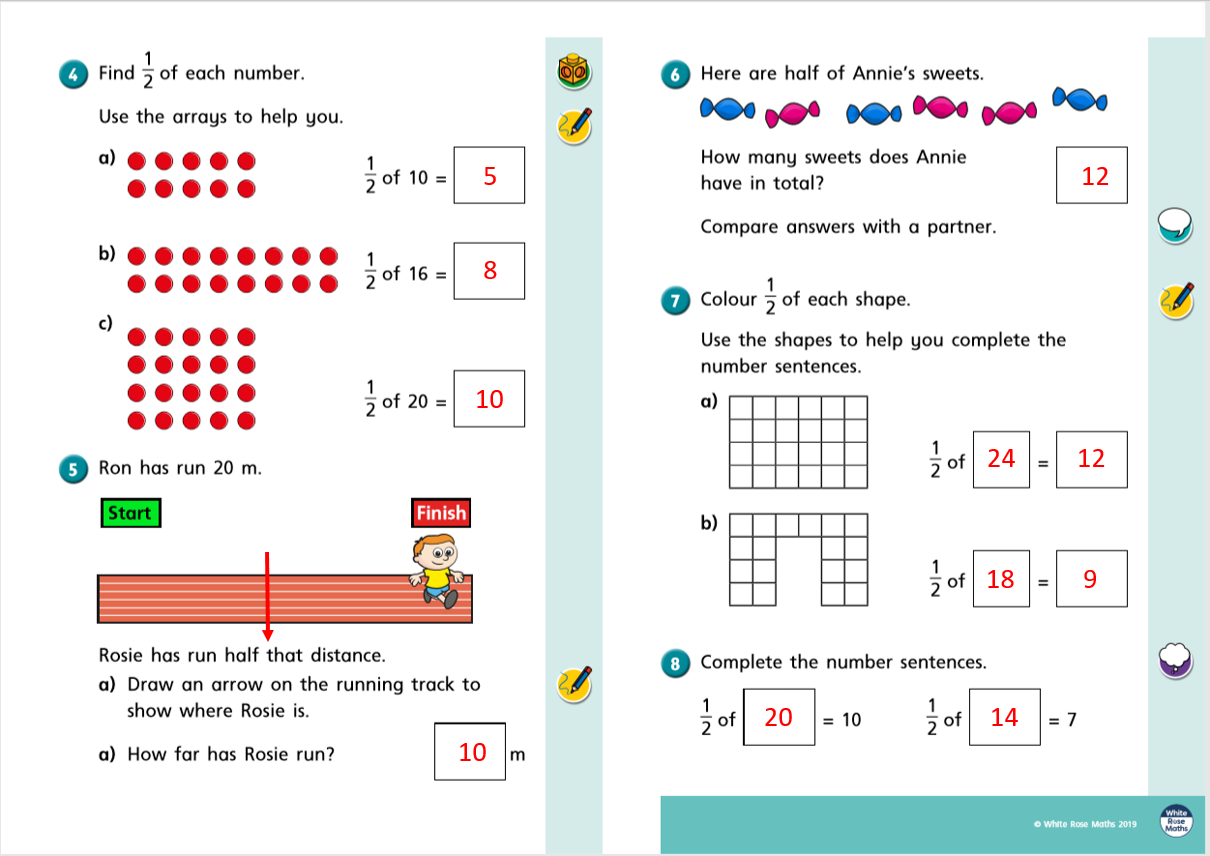 4 Find 1/2 of each number.
Use the arrays to help you.
a) 1/2 of 10 = 5
b) 1/2 of 16 = 8
c) 1/2 of 20 = 10
5 Ron has run 20 m.
Start Finish
Rosie has run half that distance.
a) Draw an arrow on the running track to
show where Rosie is.
a) How far has Rosie run? 10 m
6 Here are half of Annie's sweets.
How many sweets does Annie
have in total? 12
Compare answers with a partner.
7 Colour 1/2 of each shape.
Use the shapes to help you complete the
number sentences.
a) 1/2 of 24 = 12
b) 1/2 of 18 = 9
8 Complete the number sentences.
1/2 of 20 = 10 1/2 of 14 = 7
© White Rose Maths 2019
White
Rose
Maths